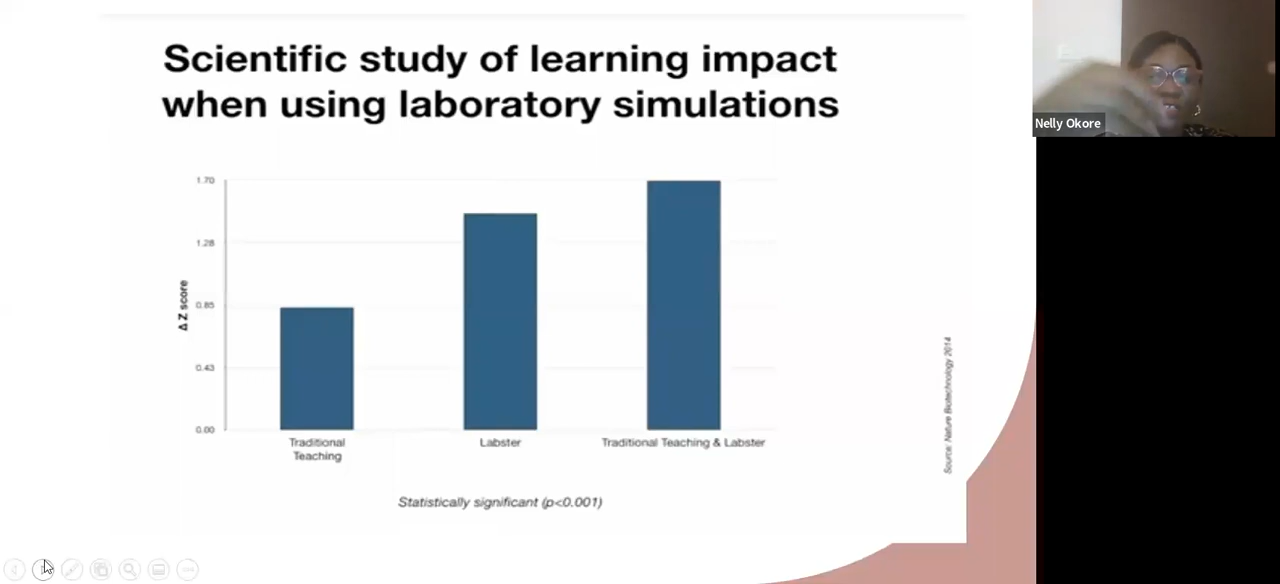 Scientific study of learning impact
when using laboratory simulations
Nelly Okore
1.70
1.28
0.85
0.43
0.00
Δ Z score
Traditional
Teaching
Labster
Traditional Teaching & Labster
Source: Nature Biotechnology 2014
Statistically significant (p<0.001)